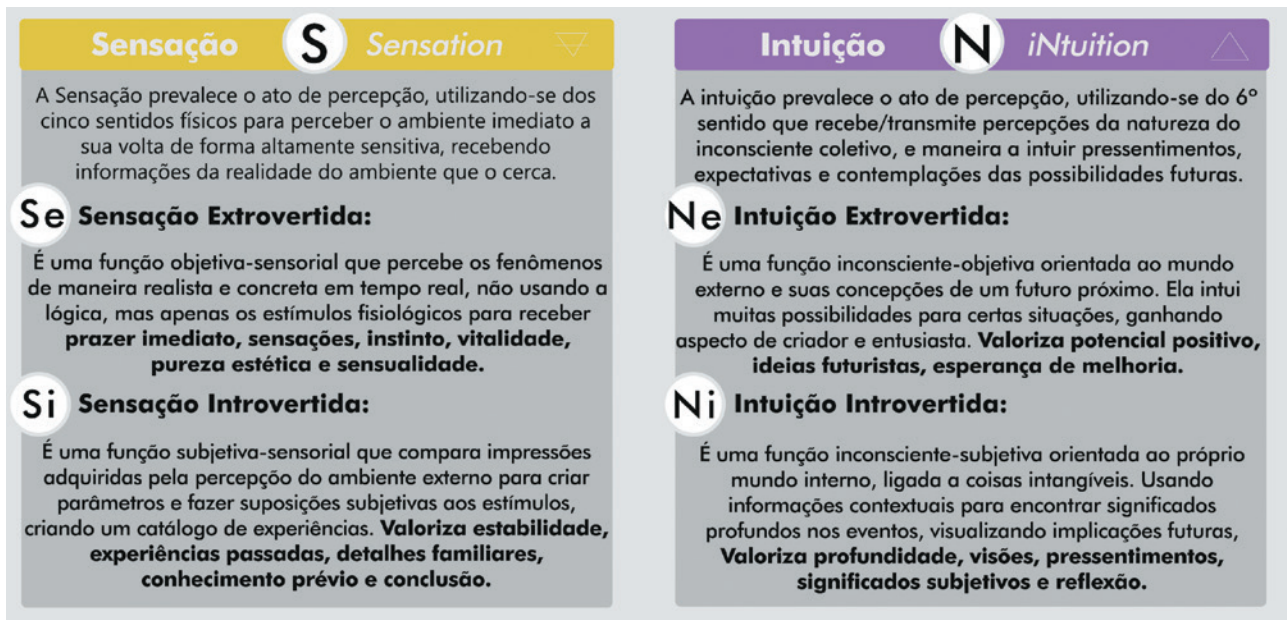 Sensação S Sensation
A Sensação prevalece o ato de percepção, utilizando-se dos
cinco sentidos físicos para perceber o ambiente imediato a
sua volta de forma altamente sensitiva, recebendo
informações da realidade do ambiente que o cerca.
Se Sensação Extrovertida:
É uma função objetiva-sensorial que percebe os fenômenos
de maneira realista e concreta em tempo real, não usando a
lógica, mas apenas os estímulos fisiológicos para receber
prazer imediato, sensações, instinto, vitalidade,
pureza estética e sensualidade.
Si Sensação Introvertida:
É uma função subjetiva-sensorial que compara impressões
adquiridas pela percepção do ambiente externo para criar
parâmetros e fazer suposições subjetivas aos estímulos,
criando um catálogo de experiências. Valoriza estabilidade,
experiências passadas, detalhes familiares,
conhecimento prévio e conclusão.
Intuição N iNtuition
A intuição prevalece o ato de percepção, utilizando-se do 6º
sentido que recebe/transmite percepções da natureza do
inconsciente coletivo, e maneira a intuir pressentimentos,
expectativas e contemplações das possibilidades futuras.
Ne Intuição Extrovertida:
É uma função inconsciente-objetiva orientada ao mundo
externo e suas concepções de um futuro próximo. Ela intui
muitas possibilidades para certas situações, ganhando
aspecto de criador e entusiasta. Valoriza potencial positivo,
ideias futuristas, esperança de melhoria.
Ni Intuição Introvertida:
É uma função inconsciente-subjetiva orientada ao próprio
mundo interno, ligada a coisas intangíveis. Usando
informações contextuais para encontrar significados
profundos nos eventos, visualizando implicações futuras,
Valoriza profundidade, visões, pressentimentos,
significados subjetivos e reflexão.